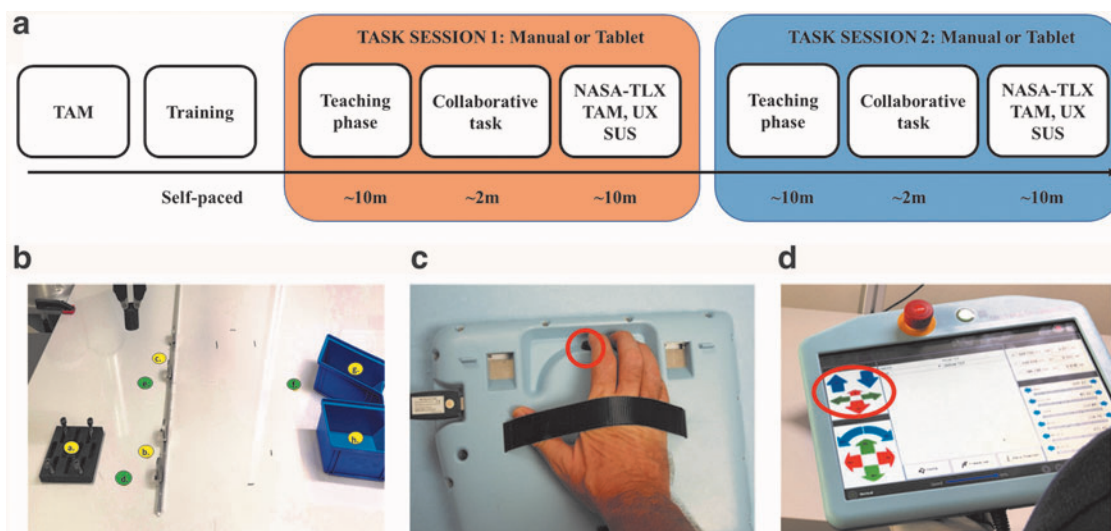 a
TASK SESSION 1: Manual or Tablet
TASK SESSION 2: Manual or Tablet
TAM
Training
Teaching
phase
Collaborative
task
NASA-TLX
TAM, UX
SUS
Teaching
phase
Collaborative
task
NASA-TLX
TAM, UX
SUS
Self-paced
~10m
~2m
~10m
~10m
~2m
~10m
b
c
d
c.
e.
g.
f.
a.
b.
h.
d.